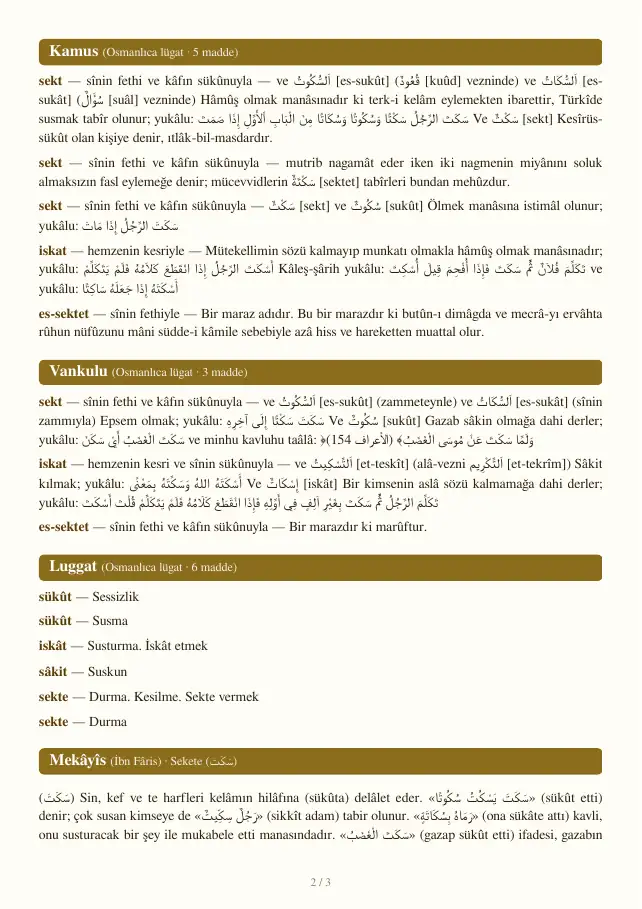 Kamus (Osmanlıca lügat · 5 madde)
sekt — sînin fethi ve kâfın sükûnuyla — ve اَلسُّكُوتُ [es-sukût] (قُعُودٌ [kuûd] vezninde) ve اَلسُّكَاتُ [es-
sukât] (سُؤَالٌ [suâl] vezninde) Hâmûş olmak manâsınadır ki terk-i kelâm eylemekten ibarettir, Türkîde
susmak tabîr olunur; yukâlu: سَكَتَ الرَّجُلُ سَكْتًا وَسُكُوتًا وَسُكَاتًا مِنَ الْبَابِ اْلأَوَّلِ إِذَا صَمَتَ Ve سَكْتٌ [sekt] Kesîrüs-
sükût olan kişiye denir, ıtlâk-bil-masdardır.
sekt — sînin fethi ve kâfın sükûnuyla — mutrib nagamât eder iken iki nagmenin miyânını soluk
almaksızın fasl eylemeğe denir; mücevvidlerin سَكْتَةٌ [sektet] tabîrleri bundan mehûzdur.
sekt — sînin fethi ve kâfın sükûnuyla — سَكْتٌ [sekt] ve سُكُوتٌ [sukût] Ölmek manâsına istimâl olunur;
yukâlu: سَكَتَ الرَّجُلُ إِذَا مَاتَ
iskat — hemzenin kesriyle — Mütekellimin sözü kalmayıp munkatı olmakla hâmûş olmak manâsınadır;
yukâlu: أَسْكَتَ الرَّجُلُ إِذَا انْقَطَعَ كَلاَمُهُ فَلَمْ يَتَكَلَّمْ Kâleş-şârih yukâlu: تَكَلَّمَ فُلاَنٌ ثُمَّ سَكَتَ فَإِذَا أُفْحِمَ قِيلَ أُسْكِتَ ve
yukâlu: أَسْكَتَهُ إِذَا جَعَلَهُ سَاكِتًا
es-sektet — sînin fethiyle — Bir maraz adıdır. Bu bir marazdır ki butûn-ı dimâgda ve mecrâ-yı ervâhta
rûhun nüfûzunu mâni südde-i kâmile sebebiyle azâ hiss ve hareketten muattal olur.
Vankulu (Osmanlıca lügat · 3 madde)
sekt — sînin fethi ve kâfın sükûnuyla — ve اَلسُّكُوتُ [es-sukût] (zammeteynle) ve اَلسُّكَاتُ [es-sukât] (sînin
zammıyla) Epsem olmak; yukâlu: سَكَتَ سَكْتًا إِلَى آخِرِهِ Ve سُكُوتٌ [sukût] Gazab sâkin olmağa dahi derler;
yukâlu: سَكَتَ الْغَضَبُ أَيْ سَكَنَ ve minhu kavluhu taâlâ: ﴿وَلَمَّا سَكَتَ عَنْ مُوسَى الْغَضَبُ﴾ (الأعراف 154)
iskat — hemzenin kesri ve sînin sükûnuyla — ve اَلتَّسْكِيتُ [et-teskît] (alâ-vezni اَلتَّكْرِيمِ [et-tekrîm]) Sâkit
kılmak; yukâlu: أَسْكَتَهُ اللهُ وَسَكَّتَهُ بِمَعْنًى Ve إِسْكَاتٌ [iskât] Bir kimsenin aslâ sözü kalmamağa dahi derler;
yukâlu: تَكَلَّمَ الرَّجُلُ ثُمَّ سَكَتَ بِغَيْرِ اَلِفٍ فِي أَوَّلِهِ فَإِذَا انْقَطَعَ كَلاَمُهُ فَلَمْ يَتَكَلَّمْ قُلْتَ أَسْكَتَ
es-sektet — sînin fethi ve kâfın sükûnuyla — Bir marazdır ki marûftur.
Luggat (Osmanlıca lügat · 6 madde)
sükût — Sessizlik
sükût — Susma
iskât — Susturma. İskât etmek
sâkit — Suskun
sekte — Durma. Kesilme. Sekte vermek
sekte — Durma
Mekâyîs (İbn Fâris) · Sekete (سَكَتَ)
(سَكَتَ) Sin, kef ve te harfleri kelâmın hilâfına (sükûta) delâlet eder. «سَكَتَ يَسْكُتُ سُكُوتًا» (sükût etti)
denir; çok susan kimseye de «رَجُلٌ سِكِّيتٌ» (sikkît adam) tabir olunur. «رَمَاهُ بِسُكَاتَةٍ» (ona sükâte attı) kavli,
onu susturacak bir şey ile mukabele etti manasındadır. «سَكَتَ الْغَضَبُ» (gazap sükût etti) ifadesi, gazabın
2 / 3